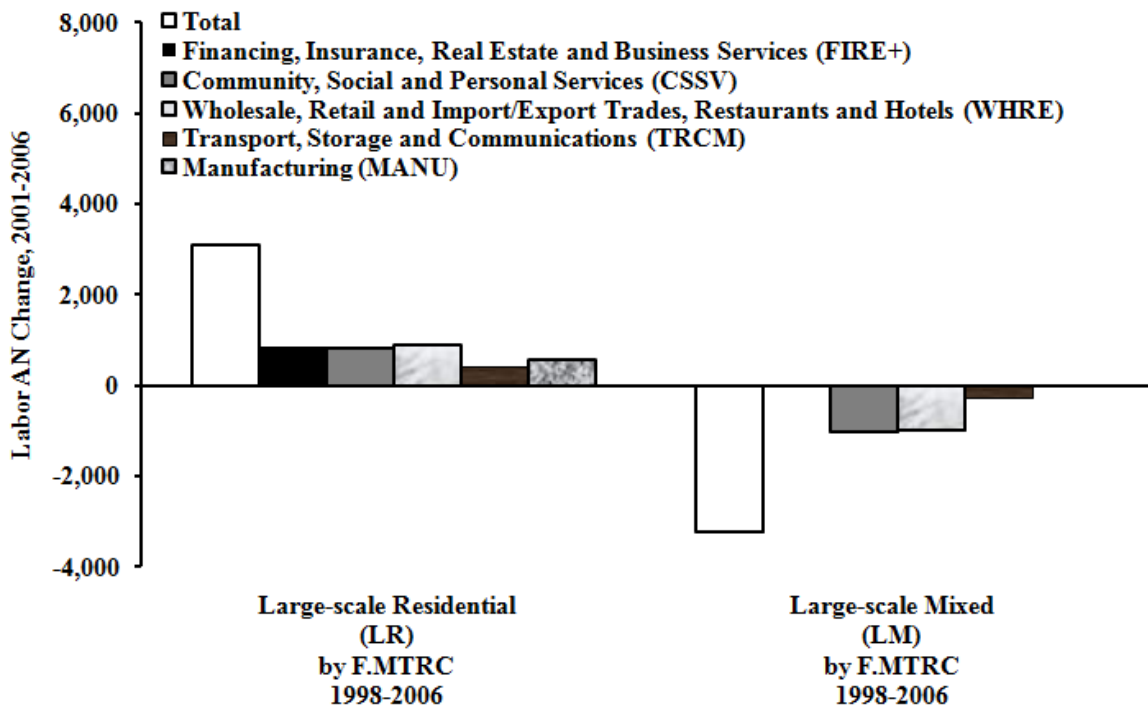 8,000
6,000
4,000
2,000
0
-2,000
-4,000
Labor AN Change, 2001-2006
Total
Financing, Insurance, Real Estate and Business Services (FIRE+)
Community, Social and Personal Services (CSSV)
Wholesale, Retail and Import/Export Trades, Restaurants and Hotels (WHRE)
Transport, Storage and Communications (TRCM)
Manufacturing (MANU)
Large-scale Residential
(LR)
by F.MTRC
1998-2006
Large-scale Mixed
(LM)
by F.MTRC
1998-2006